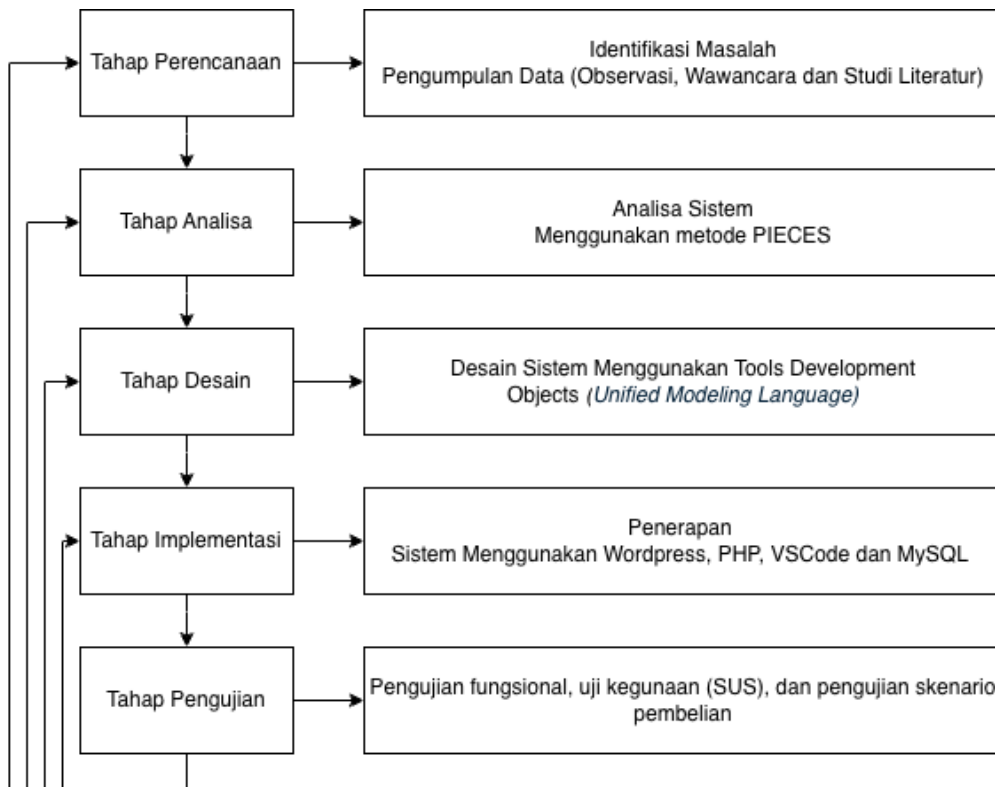 Tahap Perencanaan
Identifikasi Masalah
Pengumpulan Data (Observasi, Wawancara dan Studi Literatur)
Tahap Analisa
Analisa Sistem
Menggunakan metode PIECES
Tahap Desain
Desain Sistem Menggunakan Tools Development
Objects (Unified Modeling Language)
Tahap Implementasi
Penerapan
Sistem Menggunakan Wordpress, PHP, VSCode dan MySQL
Tahap Pengujian
Pengujian fungsional, uji kegunaan (SUS), dan pengujian skenario
pembelian